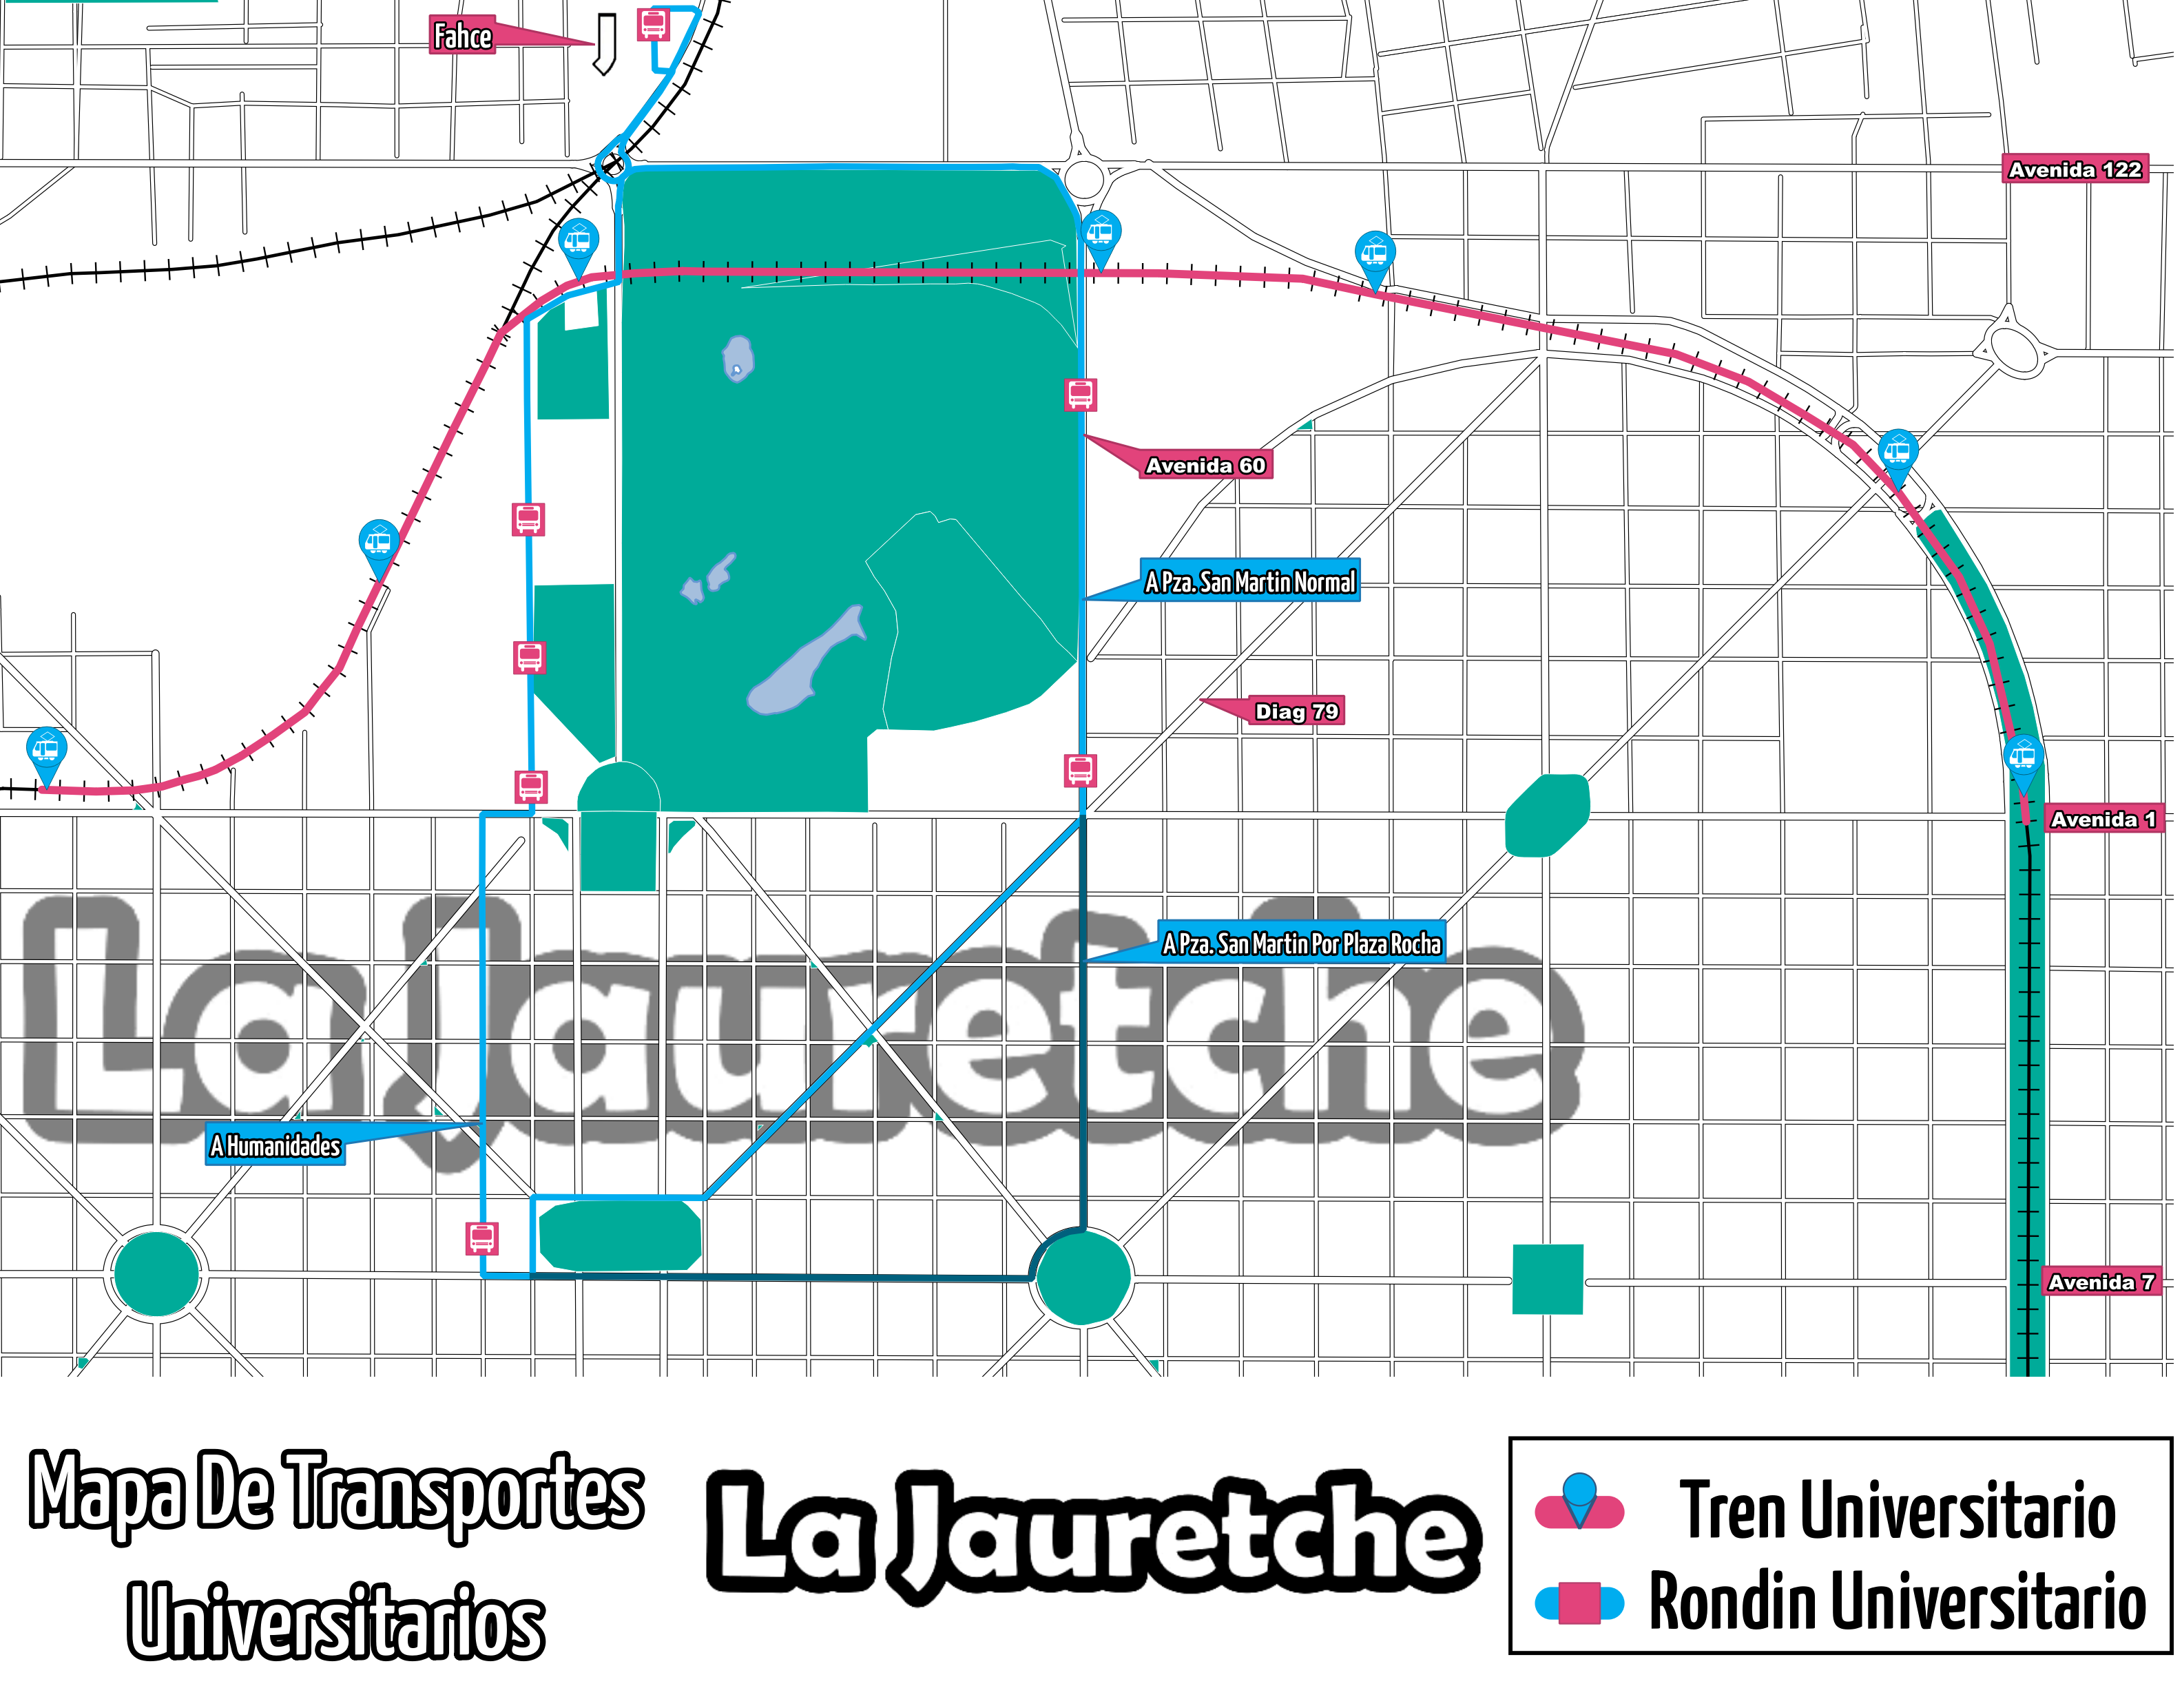 Fahce
Avenida 122
Avenida 60
A Pza. San Martin Normal
Diag 79
Avenida 1
La Jauretche
A Pza. San Martin Por Plaza Rocha
A Humanidades
Avenida 7
Mapa De Transportes
Universitarios
La Jauretche
Tren Universitario
Rondin Universitario